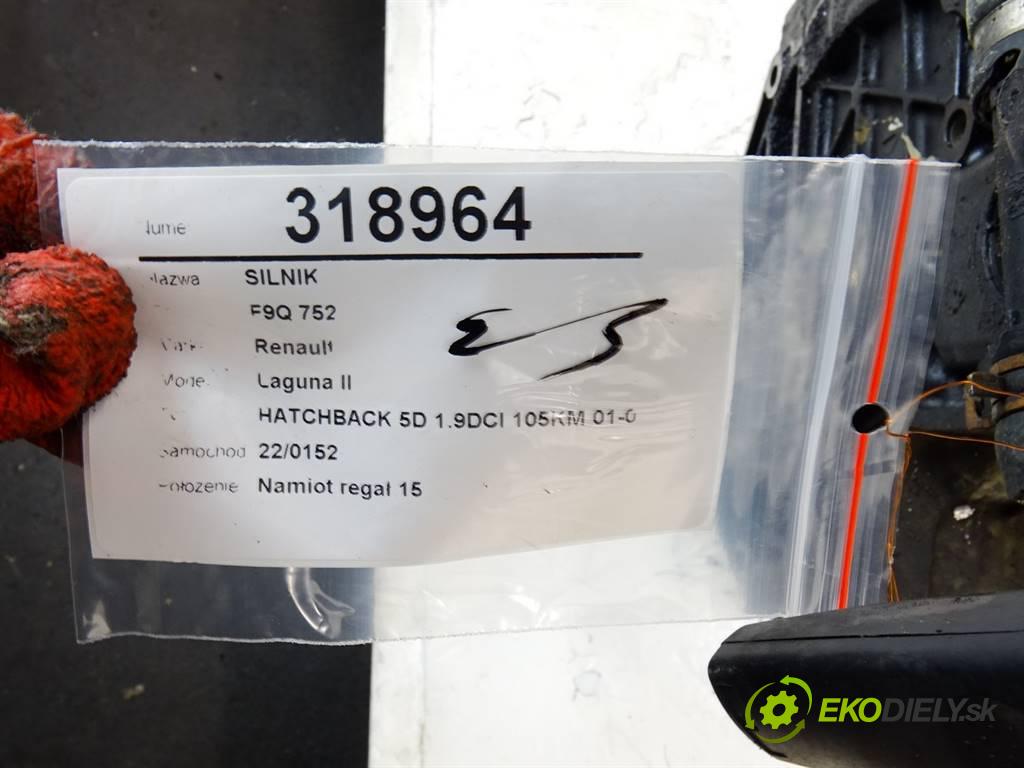 318964
SILNIK
F9Q 752
Renault
Laguna II
HATCHBACK 5D 1.9DCI 105KM 01-0
Samochod 22/0152
Namiot regał 15
EKODIELY.sk